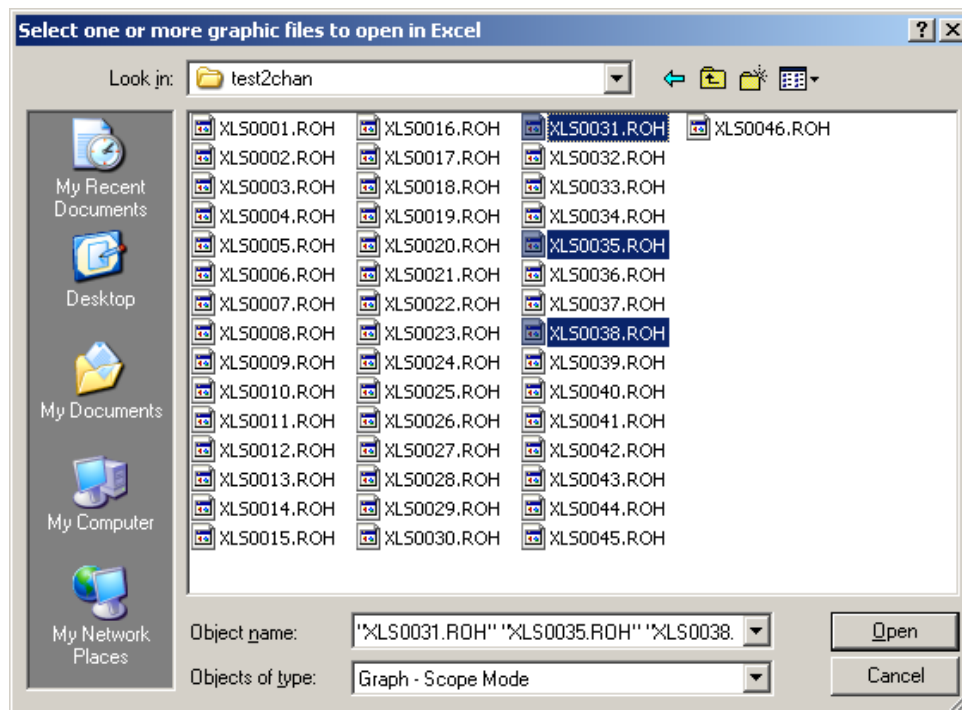 Select one or more graphic files to open in Excel
Look in: test2chan
My Recent
Documents
Desktop
My Documents
My Computer
My Network
Places
XLS0001.ROH XLS0016.ROH XLS0031.ROH XLS0046.ROH
XLS0002.ROH XLS0017.ROH XLS0032.ROH
XLS0003.ROH XLS0018.ROH XLS0033.ROH
XLS0004.ROH XLS0019.ROH XLS0034.ROH
XLS0005.ROH XLS0020.ROH XLS0035.ROH
XLS0006.ROH XLS0021.ROH XLS0036.ROH
XLS0007.ROH XLS0022.ROH XLS0037.ROH
XLS0008.ROH XLS0023.ROH XLS0038.ROH
XLS0009.ROH XLS0024.ROH XLS0039.ROH
XLS0010.ROH XLS0025.ROH XLS0040.ROH
XLS0011.ROH XLS0026.ROH XLS0041.ROH
XLS0012.ROH XLS0027.ROH XLS0042.ROH
XLS0013.ROH XLS0028.ROH XLS0043.ROH
XLS0014.ROH XLS0029.ROH XLS0044.ROH
XLS0015.ROH XLS0030.ROH XLS0045.ROH
Object name: "XLS0031.ROH" "XLS0035.ROH" "XLS0038. Open
Objects of type: Graph - Scope Mode Cancel